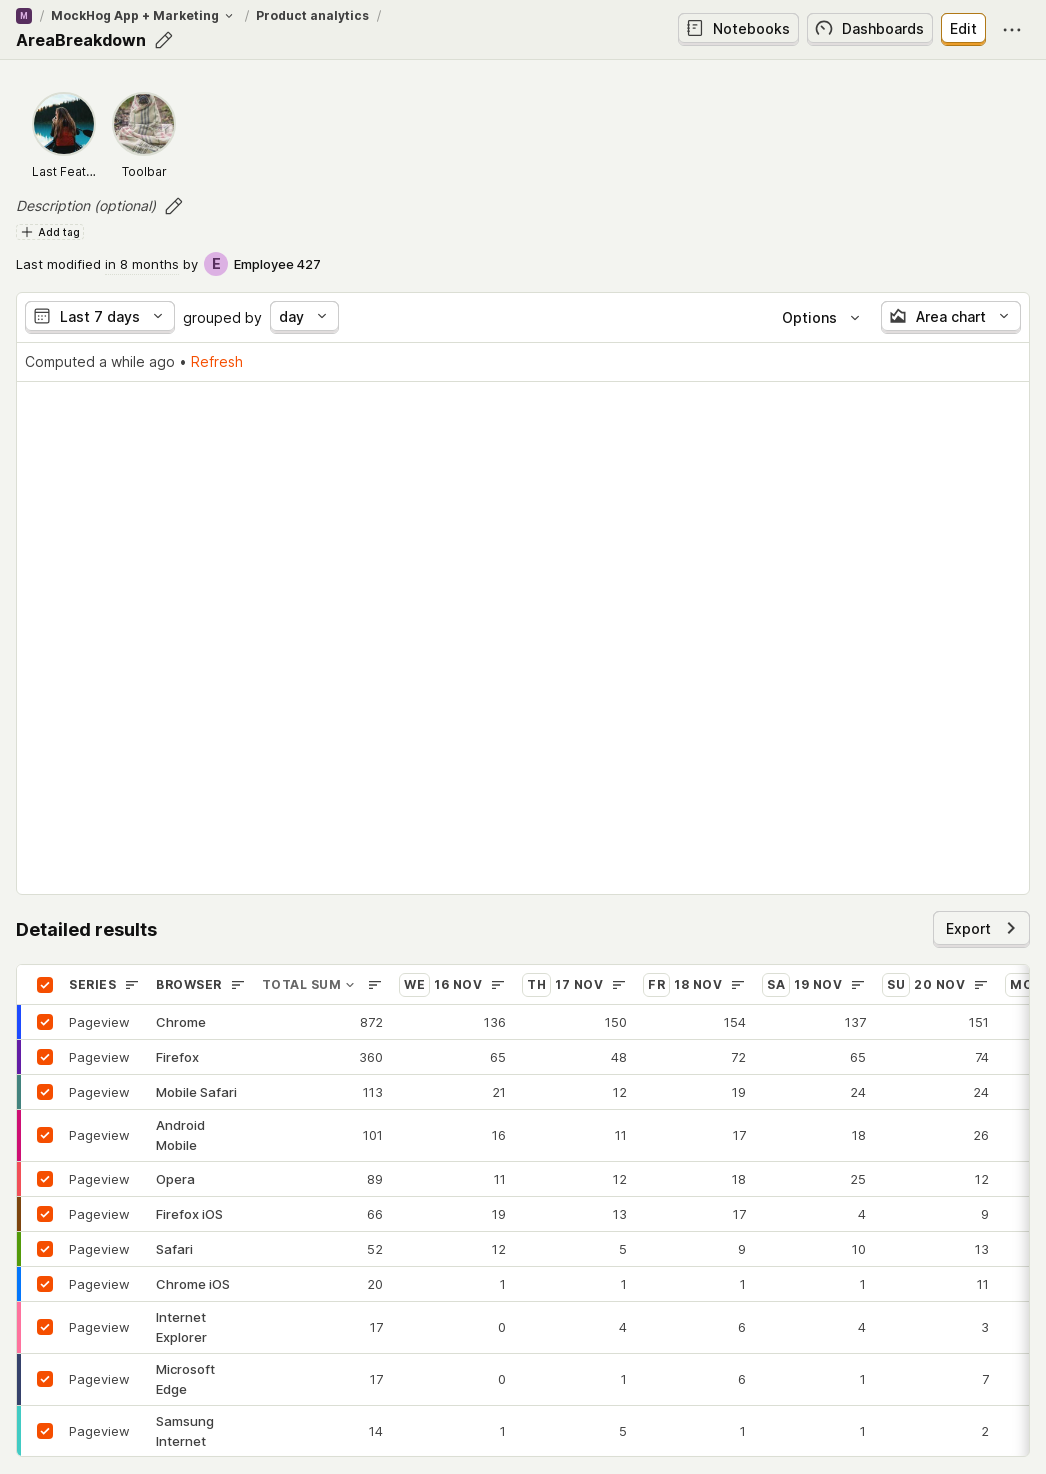 M / MockHog App + Marketing / Product analytics /
AreaBreakdown
Notebooks Dashboards Edit
Last Feat... Toolbar
Description (optional)
Add tag
Last modified in 8 months by E Employee 427
Last 7 days grouped by day Options Area chart
Computed a while ago • Refresh
Detailed results Export
SERIES BROWSER TOTAL SUM WE 16 NOV TH 17 NOV FR 18 NOV SA 19 NOV SU 20 NOV
Pageview Chrome 872 136 150 154 137 151
Pageview Firefox 360 65 48 72 65 74
Pageview Mobile Safari 113 21 12 19 24 24
Pageview Android Mobile 101 16 11 17 18 26
Pageview Opera 89 11 12 18 25 12
Pageview Firefox iOS 66 19 13 17 4 9
Pageview Safari 52 12 5 9 10 13
Pageview Chrome iOS 20 1 1 1 1 11
Pageview Internet Explorer 17 0 4 6 4 3
Pageview Microsoft Edge 17 0 1 6 1 7
Pageview Samsung Internet 14 1 5 1 1 2